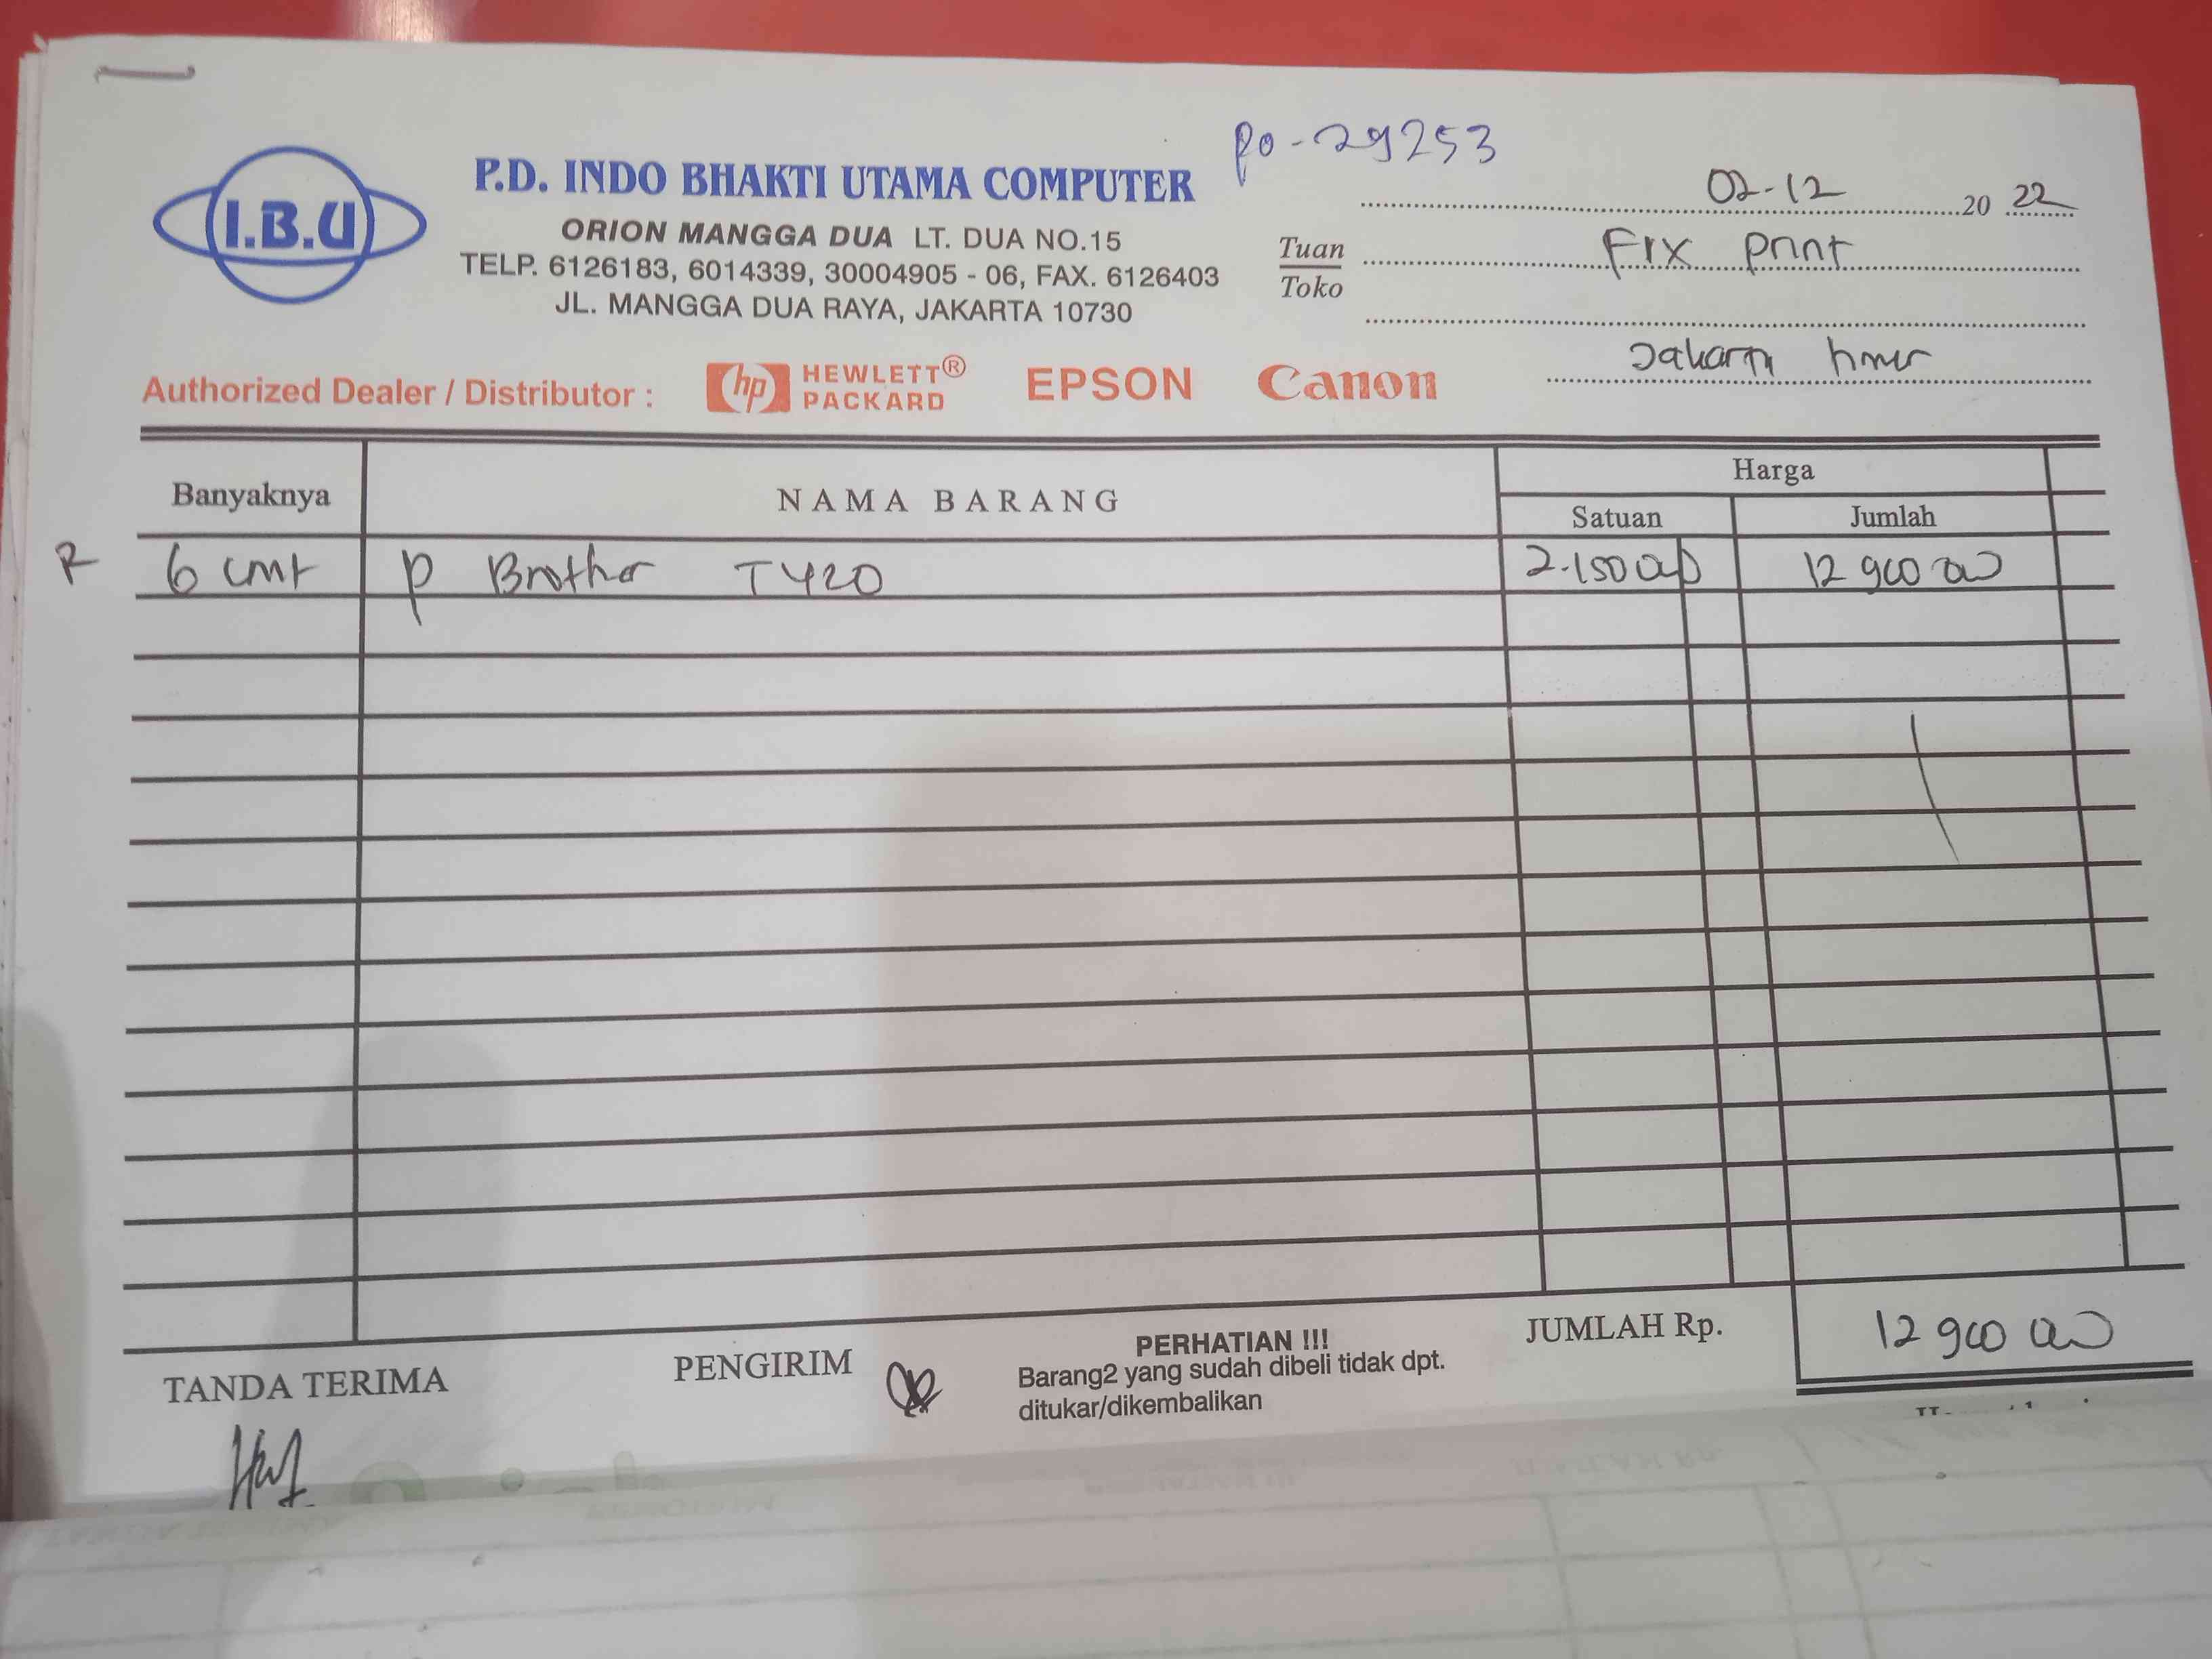 Po-29253
I.B.U
P.D. INDO BHAKTI UTAMA COMPUTER
ORION MANGGA DUA LT. DUA NO.15
TELP. 6126183, 6014339, 30004905 - 06, FAX. 6126403
JL. MANGGA DUA RAYA, JAKARTA 10730
02-12 20 22
Tuan Fix print
Toko
Jakarta
Authorized Dealer / Distributor : hp HEWLETT® PACKARD EPSON Canon
Banyaknya NAMA BARANG Harga
Satuan Jumlah
R 6 unit P Brother T420 2.150 000 12 900 000
JUMLAH Rp. 12 900 000
TANDA TERIMA PENGIRIM
PERHATIAN !!!
Barang2 yang sudah dibeli tidak dpt.
ditukar/dikembalikan